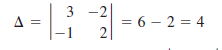 Δ = | 3 −2 | = 6 − 2 = 4
| −1 2 |